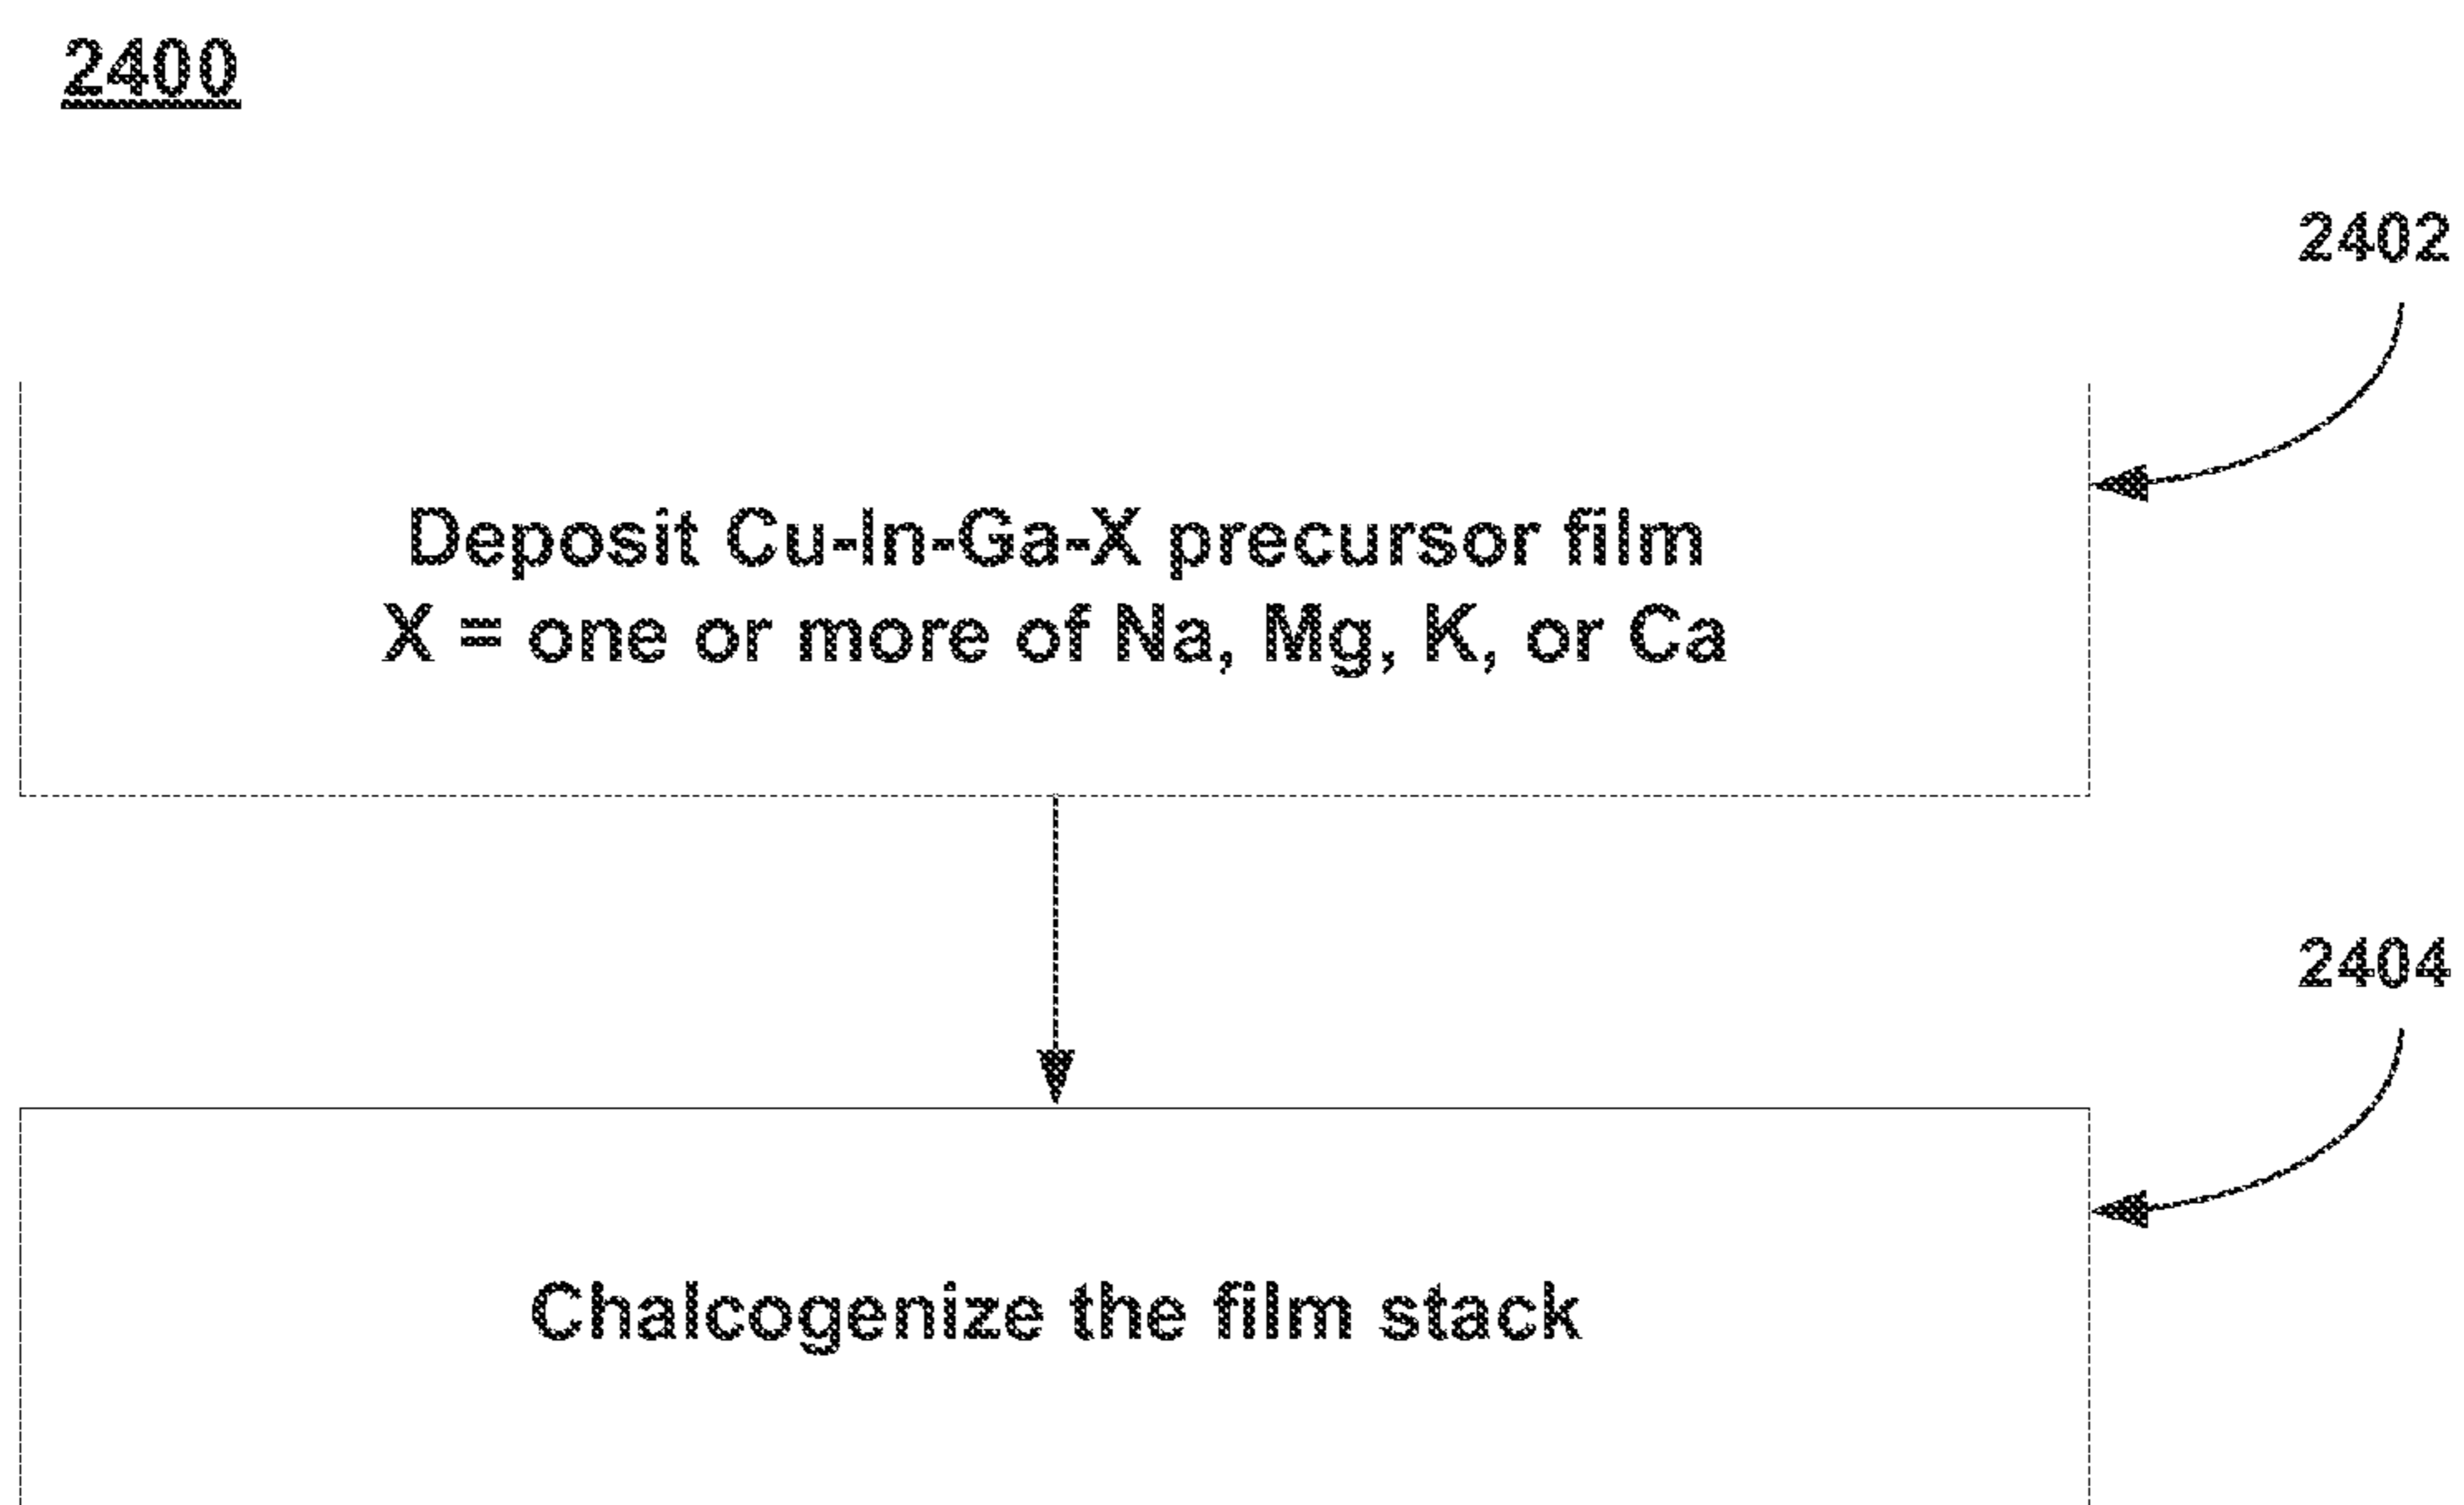 2400
2402
Deposit Cu-In-Ga-X precursor film
X = one or more of Na, Mg, K, or Ca
2404
Chalcogenize the film stack